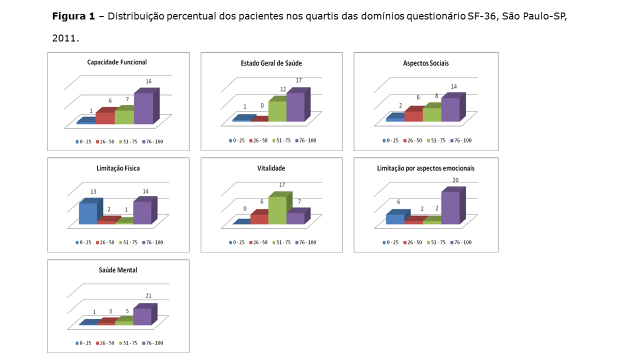 Figura 1 – Distribuição percentual dos pacientes nos quartis das domínios questionário SF-36, São Paulo-SP,
2011.
Capacidade Funcional
1 6 7 16
0 - 25 26 - 50 51 - 75 76 - 100
Estado Geral de Saúde
1 0 12 17
0 - 25 26 - 50 51 - 75 76 - 100
Aspectos Sociais
2 6 8 14
0 - 25 26 - 50 51 - 75 76 - 100
Limitação Física
13 2 1 14
0 - 25 26 - 50 51 - 75 76 - 100
Vitalidade
0 6 17 7
0 - 25 26 - 50 51 - 75 76 - 100
Limitação por aspectos emocionais
6 2 2 20
0 - 25 26 - 50 51 - 75 76 - 100
Saúde Mental
1 3 5 21
0 - 25 26 - 50 51 - 75 76 - 100